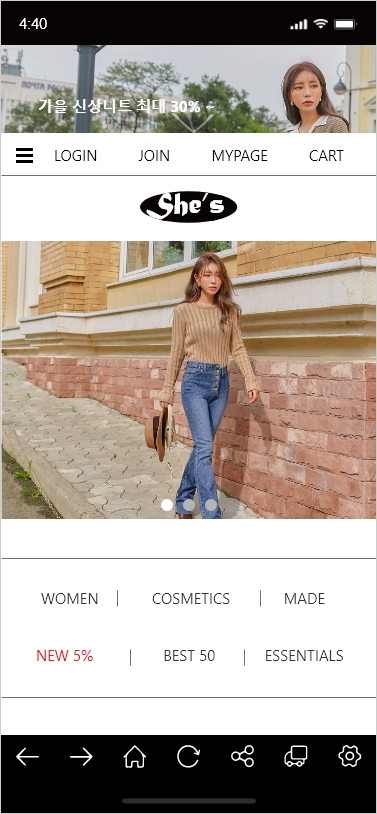 4:40
가을 신상니트 최대 30% ~
LOGIN JOIN MYPAGE CART
She's
WOMEN | COSMETICS | MADE
NEW 5% | BEST 50 | ESSENTIALS